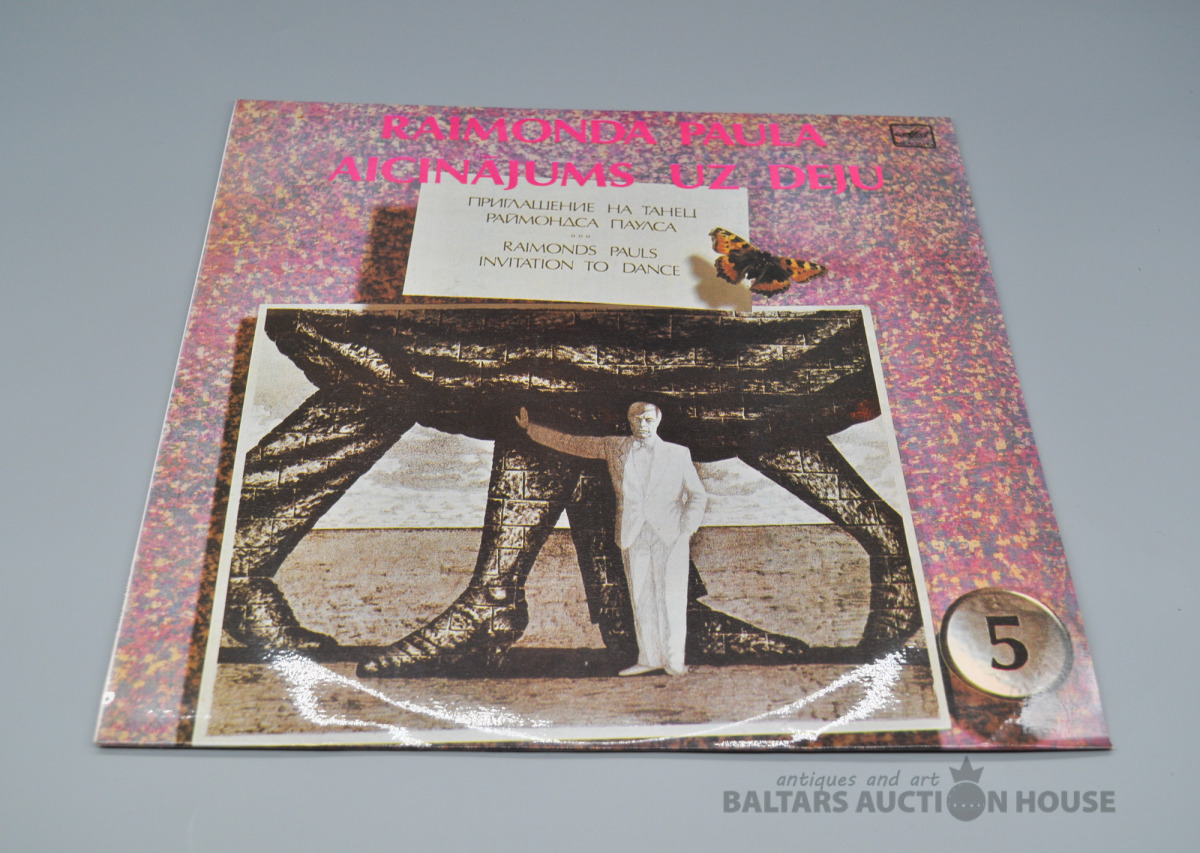 RAIMONDA PAULA
AICINĀJUMS UZ DEJU
ПРИГЛАШЕНИЕ НА ТАНЕЦ
РАЙМОНДСА ПАУЛСА
RAIMONDS PAULS
INVITATION TO DANCE
5
antiques and art
BALTARS AUCTION HOUSE